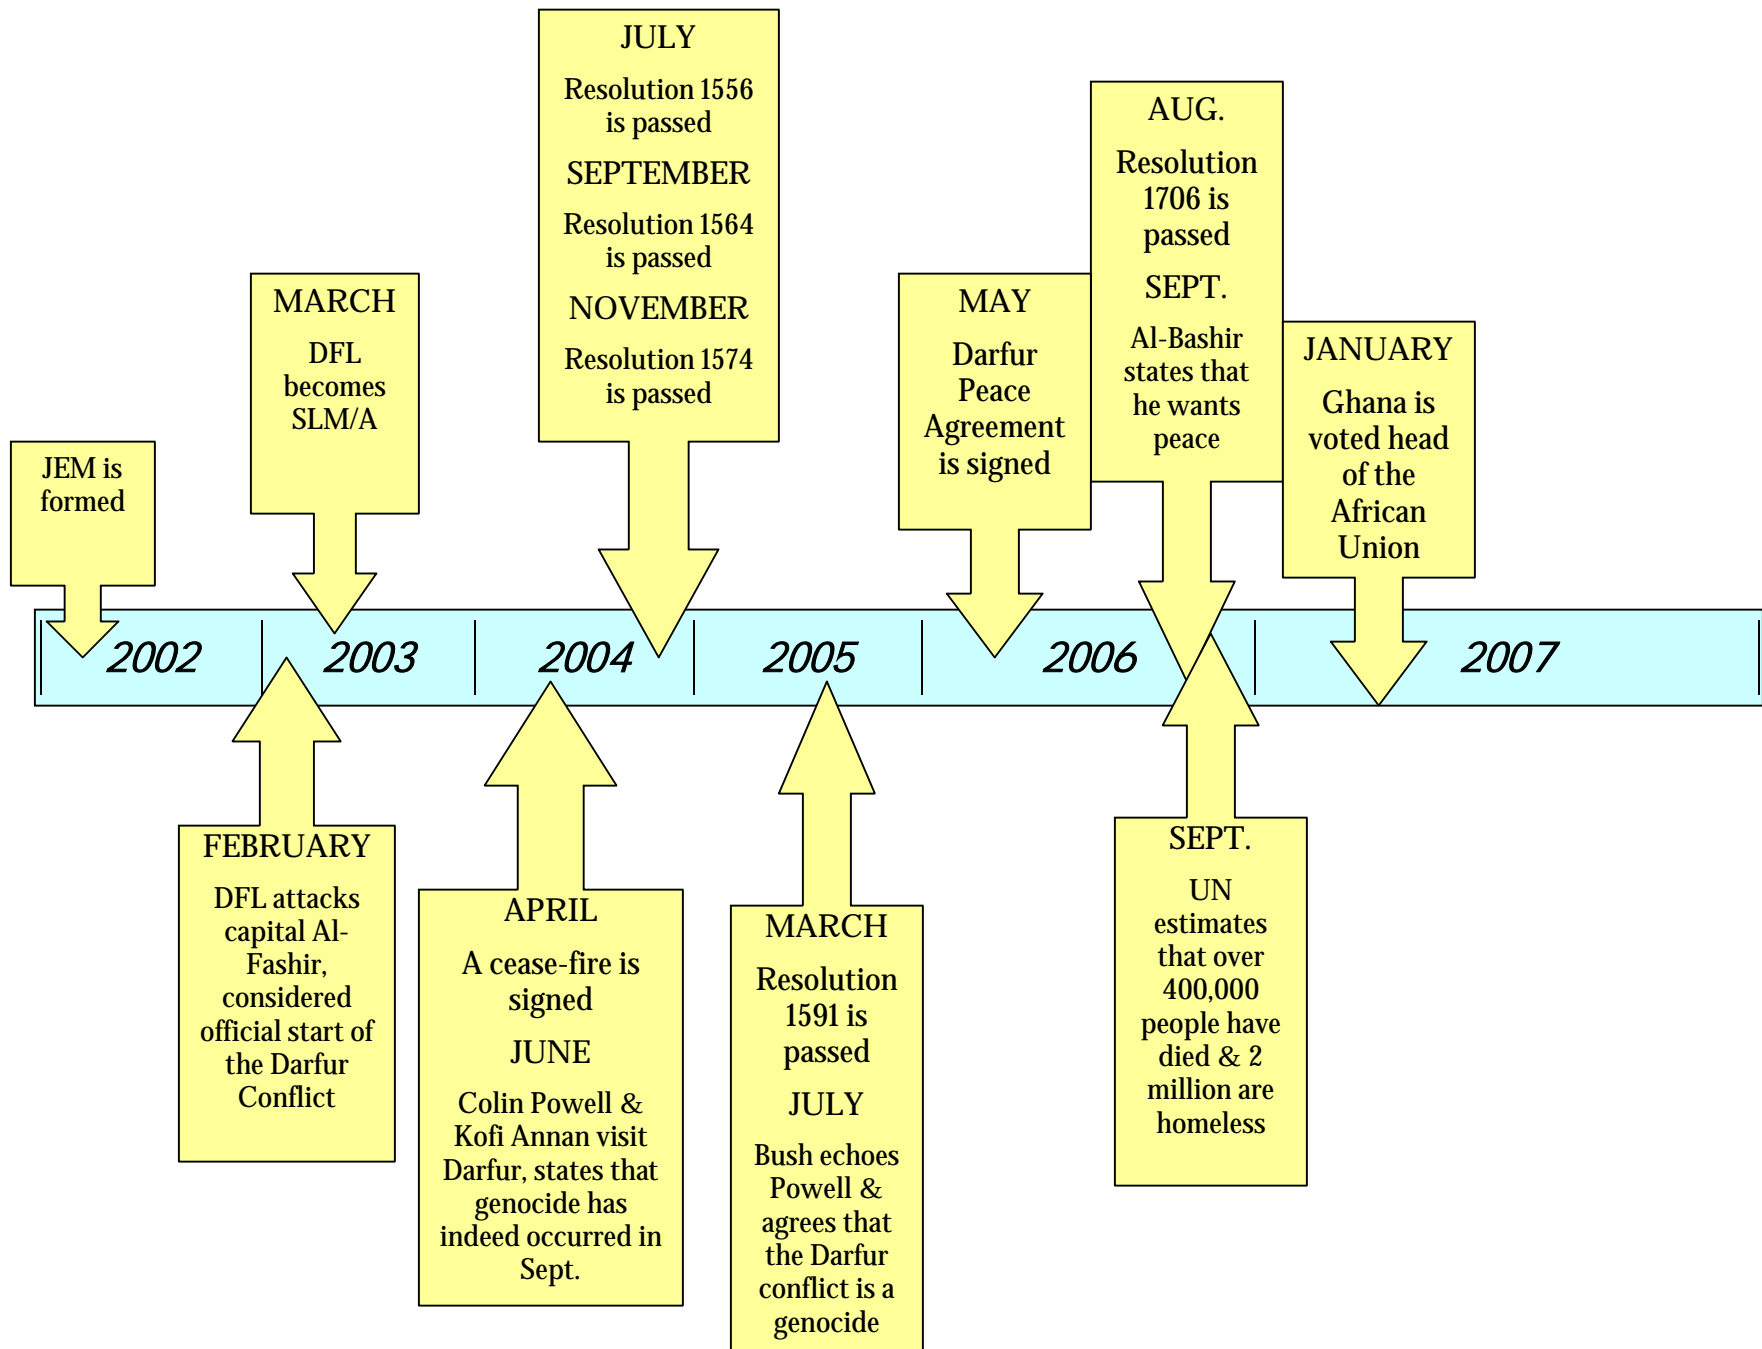 JEM is
formed
MARCH
DFL
becomes
SLM/A
JULY
Resolution 1556
is passed
SEPTEMBER
Resolution 1564
is passed
NOVEMBER
Resolution 1574
is passed
MAY
Darfur
Peace
Agreement
is signed
AUG.
Resolution
1706 is
passed
SEPT.
Al-Bashir
states that
he wants
peace
JANUARY
Ghana is
voted head
of the
African
Union
2002
2003
2004
2005
2006
2007
FEBRUARY
DFL attacks
capital Al-
Fashir,
considered
official start of
the Darfur
Conflict
APRIL
A cease-fire is
signed
JUNE
Colin Powell &
Kofi Annan visit
Darfur, states that
genocide has
indeed occurred in
Sept.
MARCH
Resolution
1591 is
passed
JULY
Bush echoes
Powell &
agrees that
the Darfur
conflict is a
genocide
SEPT.
UN
estimates
that over
400,000
people have
died & 2
million are
homeless